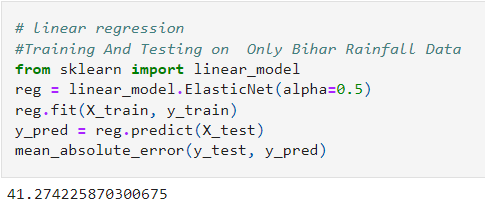 # linear regression
#Training And Testing on  Only Bihar Rainfall Data
from sklearn import linear_model
reg = linear_model.ElasticNet(alpha=0.5)
reg.fit(X_train, y_train)
y_pred = reg.predict(X_test)
mean_absolute_error(y_test, y_pred)
41.274225870300675